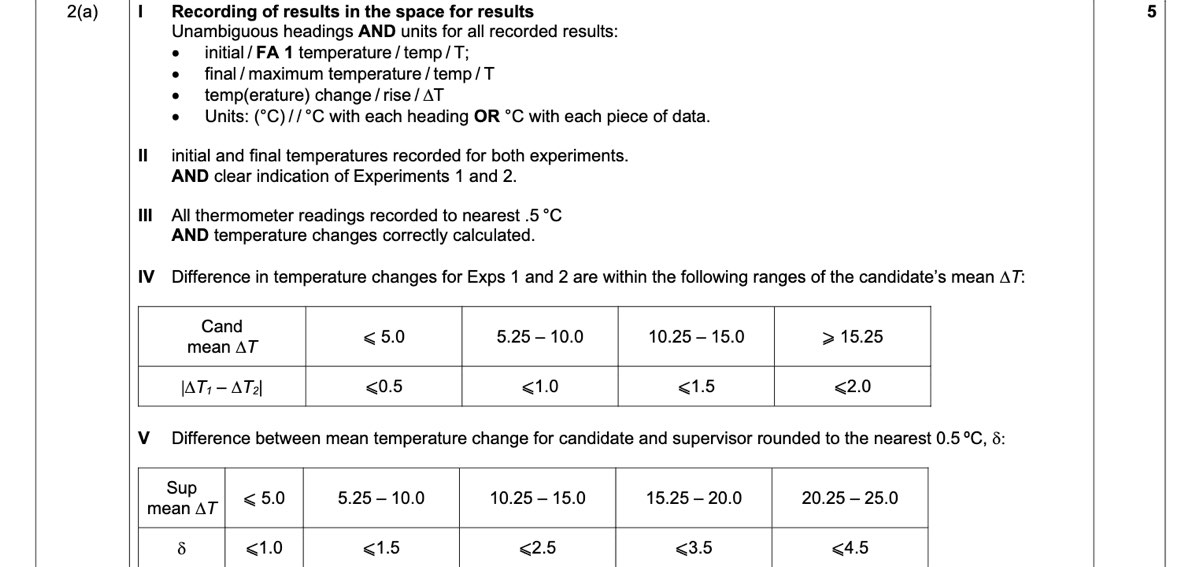 2(a) I Recording of results in the space for results 5
Unambiguous headings AND units for all recorded results:
• initial / FA 1 temperature / temp / T;
• final / maximum temperature / temp / T
• temp(erature) change / rise / ΔT
• Units: (°C) / / °C with each heading OR °C with each piece of data.
II initial and final temperatures recorded for both experiments.
AND clear indication of Experiments 1 and 2.
III All thermometer readings recorded to nearest .5 °C
AND temperature changes correctly calculated.
IV Difference in temperature changes for Exps 1 and 2 are within the following ranges of the candidate's mean ΔT:
Cand
mean ΔT ⩽ 5.0 5.25 – 10.0 10.25 – 15.0 ⩾ 15.25
|ΔT₁ – ΔT₂| ⩽0.5 ⩽1.0 ⩽1.5 ⩽2.0
V Difference between mean temperature change for candidate and supervisor rounded to the nearest 0.5 ºC, δ:
Sup
mean ΔT ⩽ 5.0 5.25 – 10.0 10.25 – 15.0 15.25 – 20.0 20.25 – 25.0
δ ⩽1.0 ⩽1.5 ⩽2.5 ⩽3.5 ⩽4.5